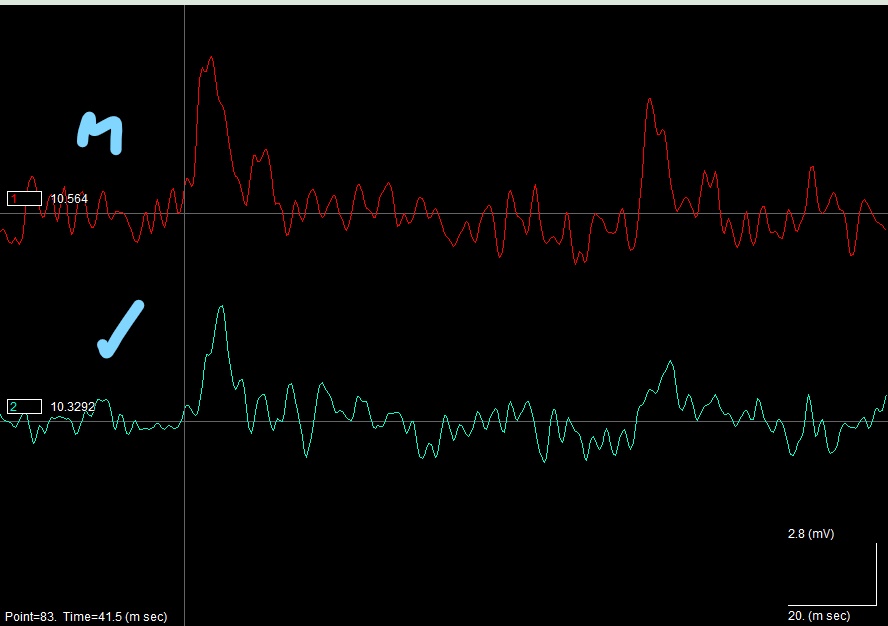 M
1 10.564
2 10.3292
2.8 (mV)
20. (m sec)
Point=83. Time=41.5 (m sec)